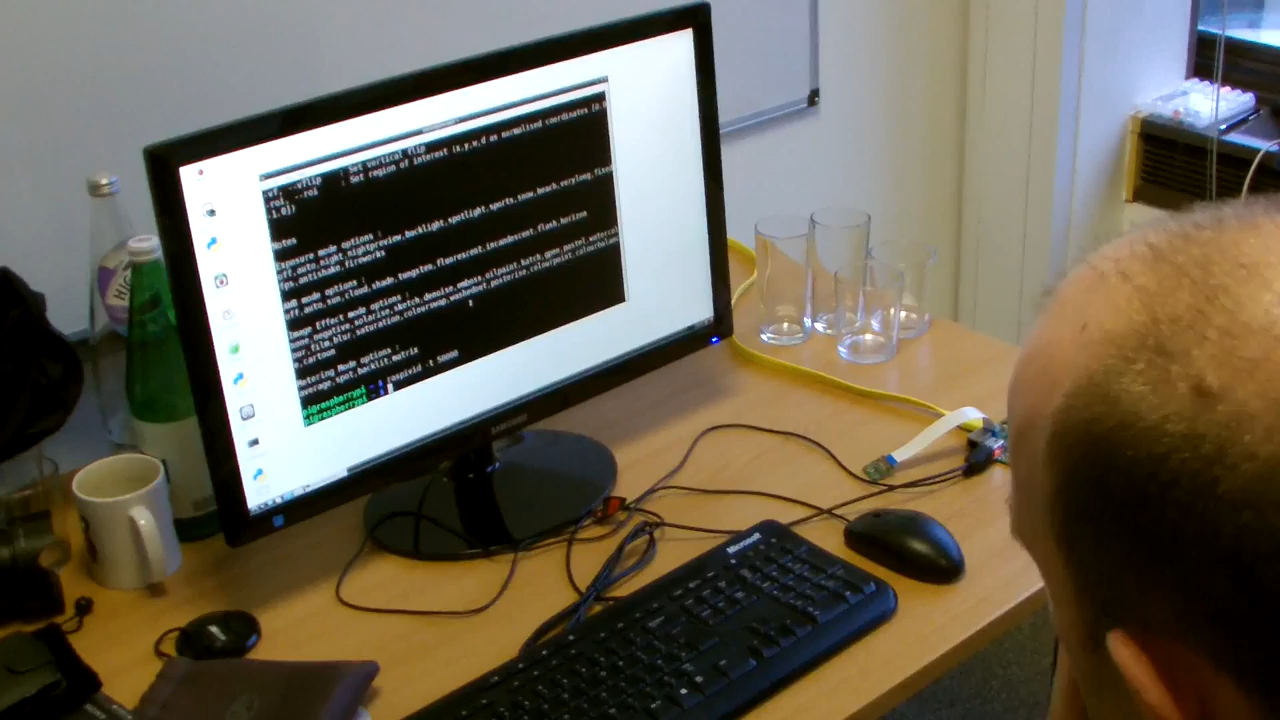 -vf, --vflip : Set vertical flip
-roi, --roi : Set region of interest (x,y,w,d as normalised coordinates [0.0
-1.0])
Notes
Exposure mode options :
off,auto,night,nightpreview,backlight,spotlight,sports,snow,beach,verylong,fixed
fps,antishake,fireworks
AWB mode options :
off,auto,sun,cloud,shade,tungsten,fluorescent,incandescent,flash,horizon
Image Effect mode options :
none,negative,solarise,sketch,denoise,emboss,oilpaint,hatch,gpen,pastel,watercol
our,film,blur,saturation,colourswap,washedout,posterise,colourpoint,colourbalanc
e,cartoon
Metering Mode options :
average,spot,backlit,matrix
pi@raspberrypi ~ $ raspivid -t 50000
pi@raspberrypi ~ $
SAMSUNG
Microsoft